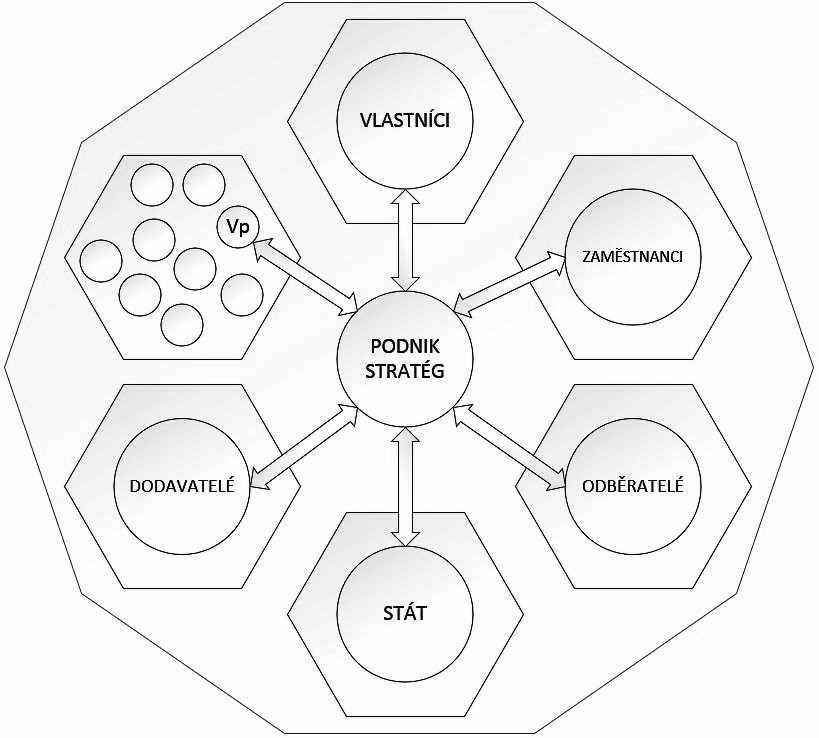 VLASTNÍCI
Vp
ZAMĚSTNANCI
PODNIK
STRATÉG
DODAVATELÉ
ODBĚRATELÉ
STÁT